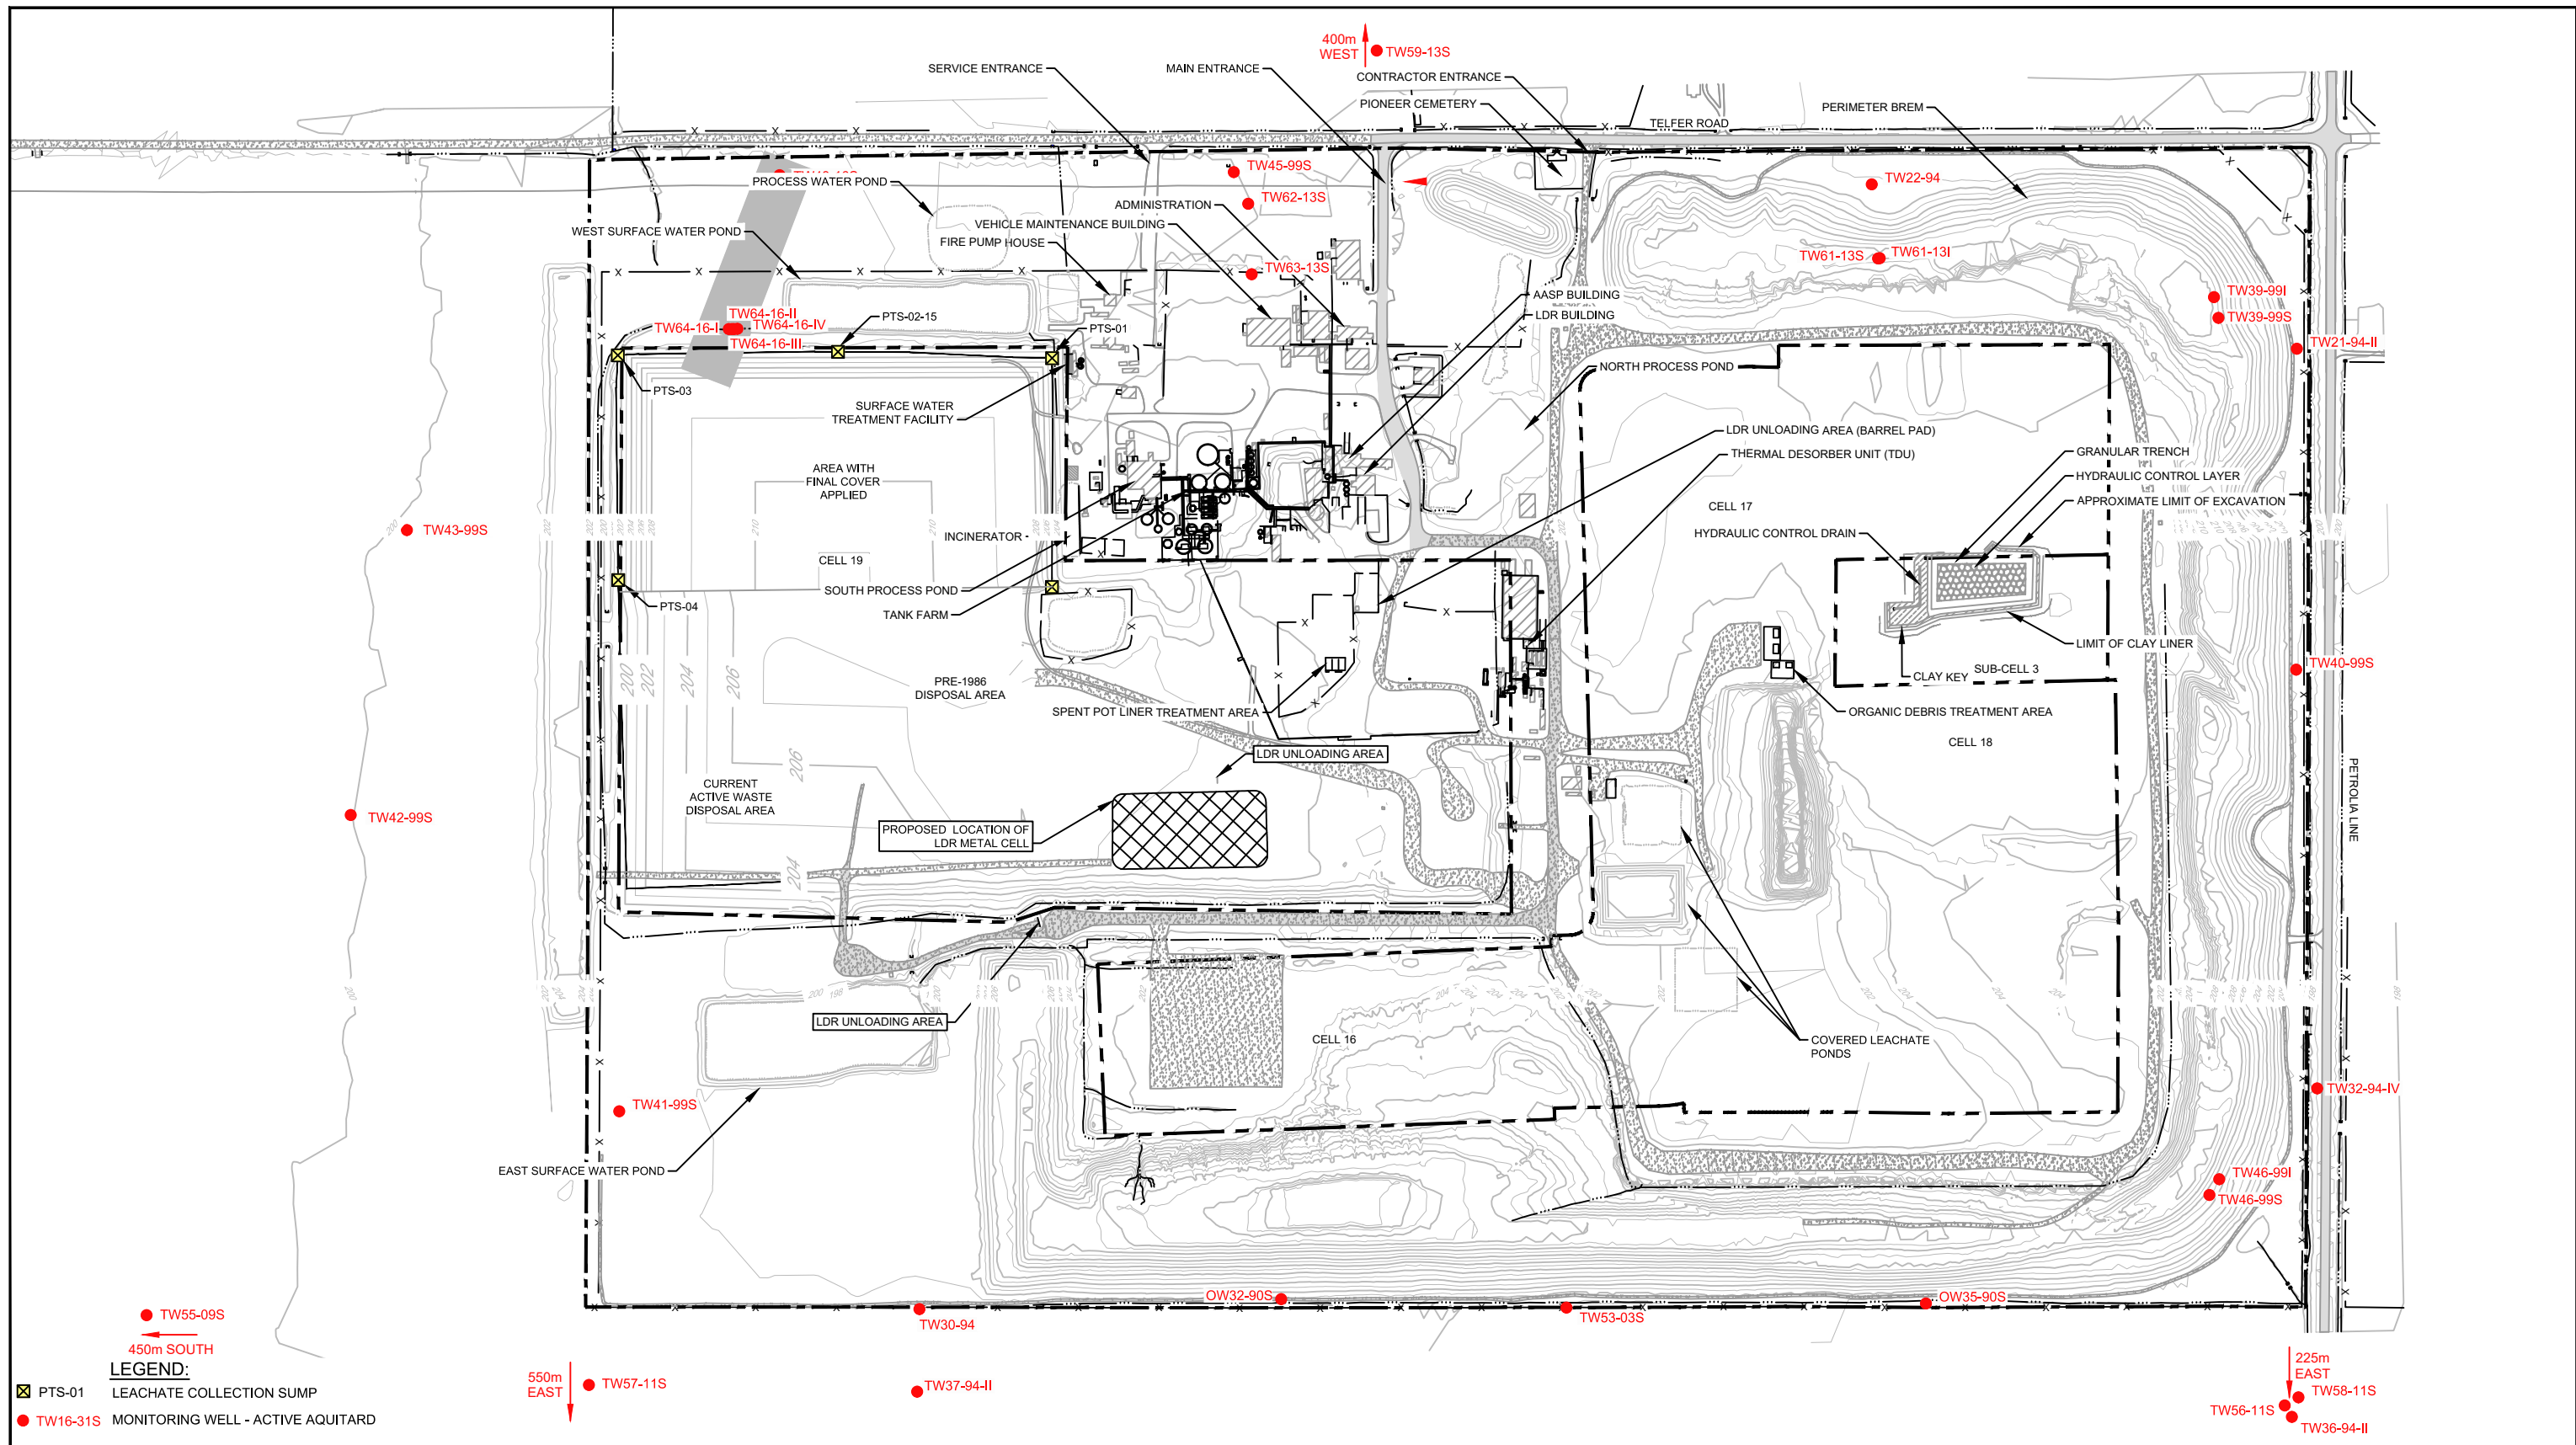 400m
WEST
TW59-13S
SERVICE ENTRANCE
MAIN ENTRANCE
CONTRACTOR ENTRANCE
PIONEER CEMETERY
PERIMETER BREM
TELFER ROAD
TW45-99S
TW22-94
PROCESS WATER POND
TW62-13S
ADMINISTRATION
VEHICLE MAINTENANCE BUILDING
WEST SURFACE WATER POND
FIRE PUMP HOUSE
TW61-13S
TW61-13I
TW63-13S
AASP BUILDING
LDR BUILDING
TW39-99I
TW39-99S
TW64-16-II
TW64-16-I
TW64-16-IV
TW64-16-III
PTS-02-15
PTS-01
TW21-94-II
PTS-03
NORTH PROCESS POND
SURFACE WATER
TREATMENT FACILITY
LDR UNLOADING AREA (BARREL PAD)
THERMAL DESORBER UNIT (TDU)
GRANULAR TRENCH
HYDRAULIC CONTROL LAYER
APPROXIMATE LIMIT OF EXCAVATION
AREA WITH
FINAL COVER
APPLIED
CELL 17
HYDRAULIC CONTROL DRAIN
TW43-99S
INCINERATOR
CELL 19
SOUTH PROCESS POND
TANK FARM
PTS-04
LIMIT OF CLAY LINER
SUB-CELL 3
CLAY KEY
TW40-99S
PRE-1986
DISPOSAL AREA
200
202
204
206
SPENT POT LINER TREATMENT AREA
ORGANIC DEBRIS TREATMENT AREA
CELL 18
LDR UNLOADING AREA
206
CURRENT
ACTIVE WASTE
DISPOSAL AREA
PETROLIA LINE
TW42-99S
PROPOSED LOCATION OF
LDR METAL CELL
204
LDR UNLOADING AREA
CELL 16
COVERED LEACHATE
PONDS
TW41-99S
TW32-94-IV
EAST SURFACE WATER POND
TW46-99I
TW46-99S
OW32-90S
OW35-90S
TW55-09S
TW30-94
TW53-03S
450m SOUTH
LEGEND:
PTS-01 LEACHATE COLLECTION SUMP
TW16-31S MONITORING WELL - ACTIVE AQUITARD
550m
EAST
TW57-11S
TW37-94-II
225m
EAST
TW58-11S
TW56-11S
TW36-94-II